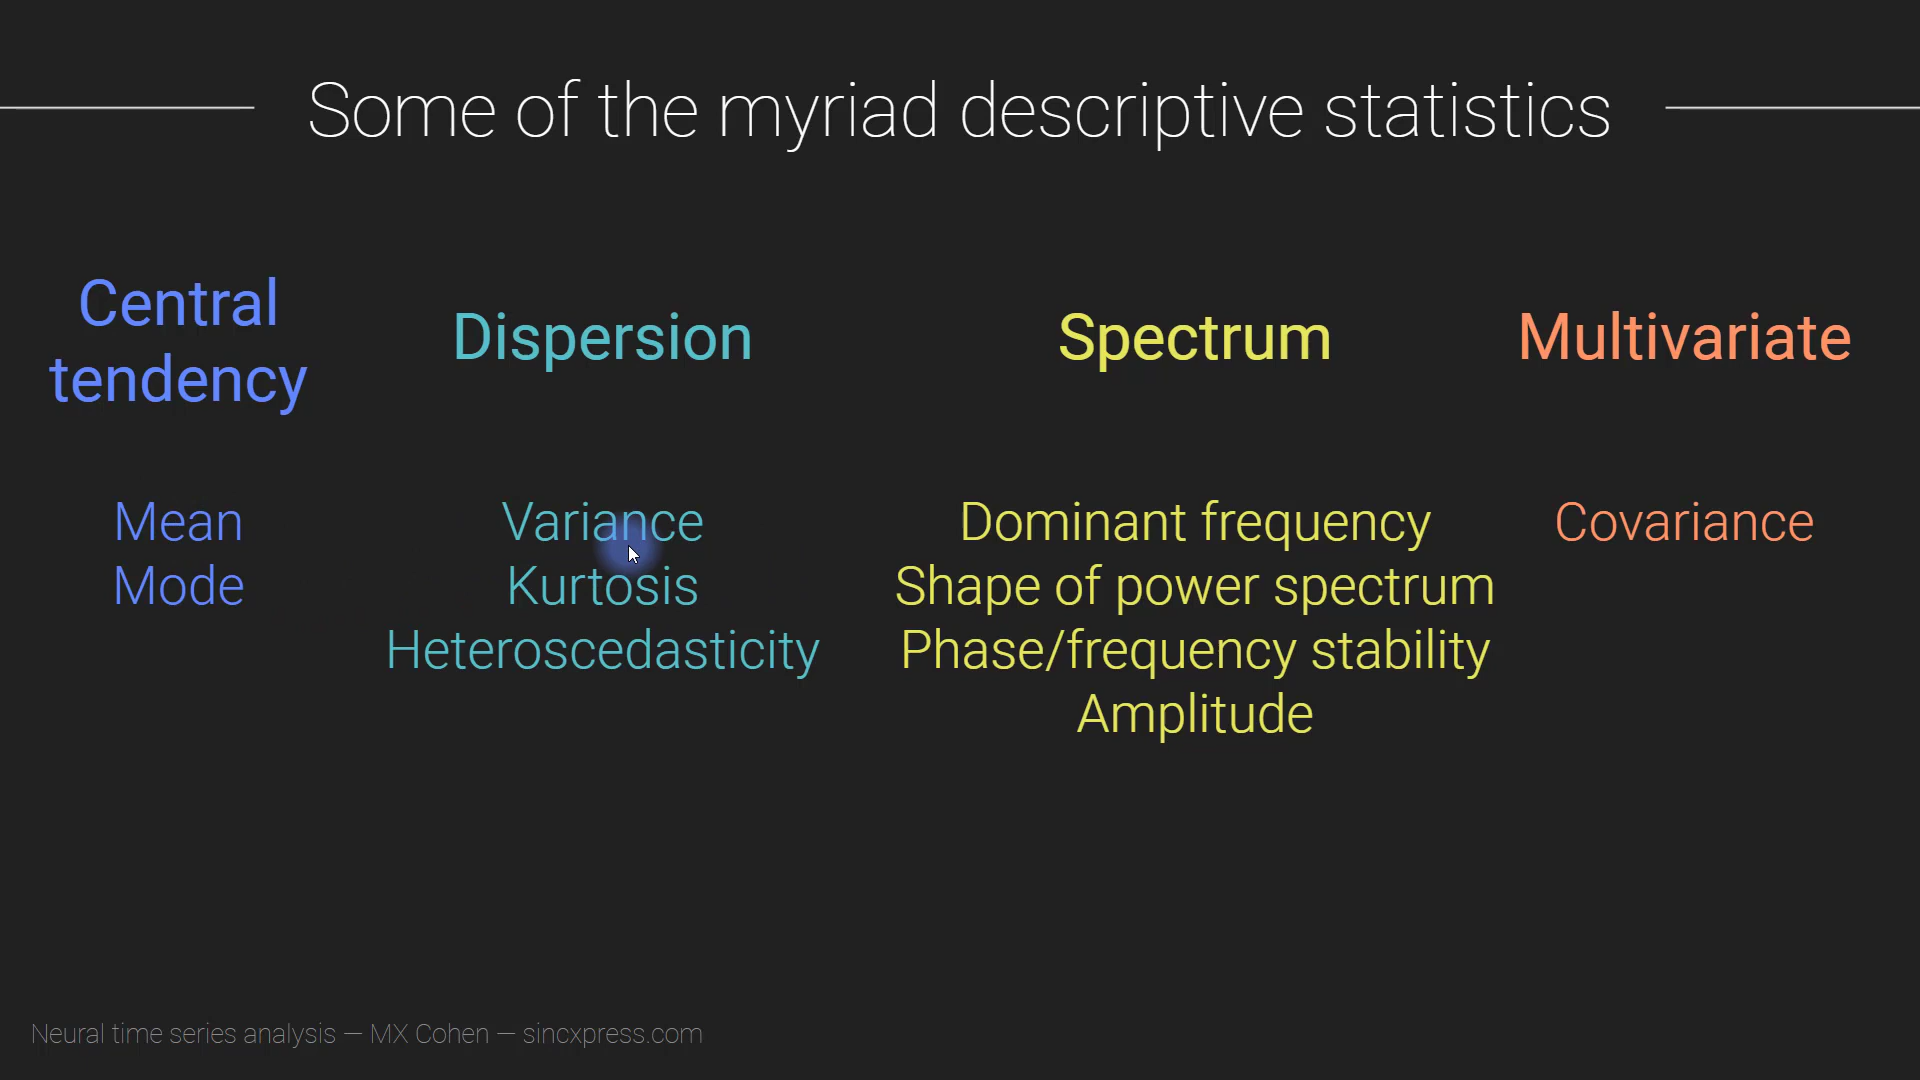 Some of the myriad descriptive statistics
Central
tendency
Mean
Mode
Dispersion
Variance
Kurtosis
Heteroscedasticity
Spectrum
Dominant frequency
Shape of power spectrum
Phase/frequency stability
Amplitude
Multivariate
Covariance
Neural time series analysis — MX Cohen — sincxpress.com